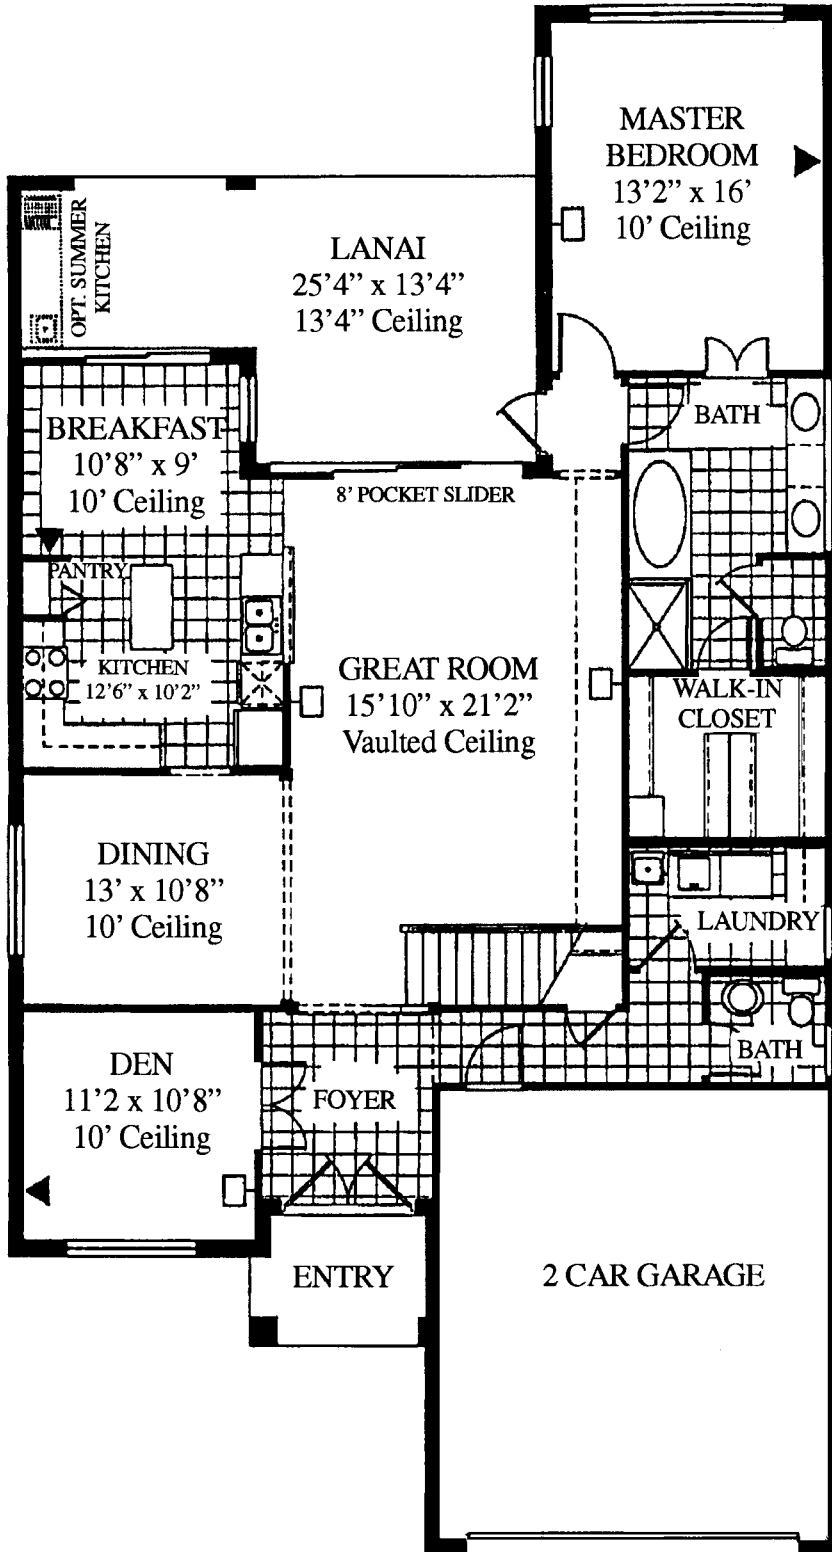 MASTER
BEDROOM
13'2" x 16'
10' Ceiling
OPT. SUMMER
KITCHEN
LANAI
25'4" x 13'4"
13'4" Ceiling
BREAKFAST
10'8" x 9'
10' Ceiling
BATH
8' POCKET SLIDER
PANTRY
KITCHEN
12'6" x 10'2"
GREAT ROOM
15'10" x 21'2"
Vaulted Ceiling
WALK-IN
CLOSET
DINING
13' x 10'8"
10' Ceiling
LAUNDRY
DEN
11'2 x 10'8"
10' Ceiling
FOYER
BATH
ENTRY
2 CAR GARAGE